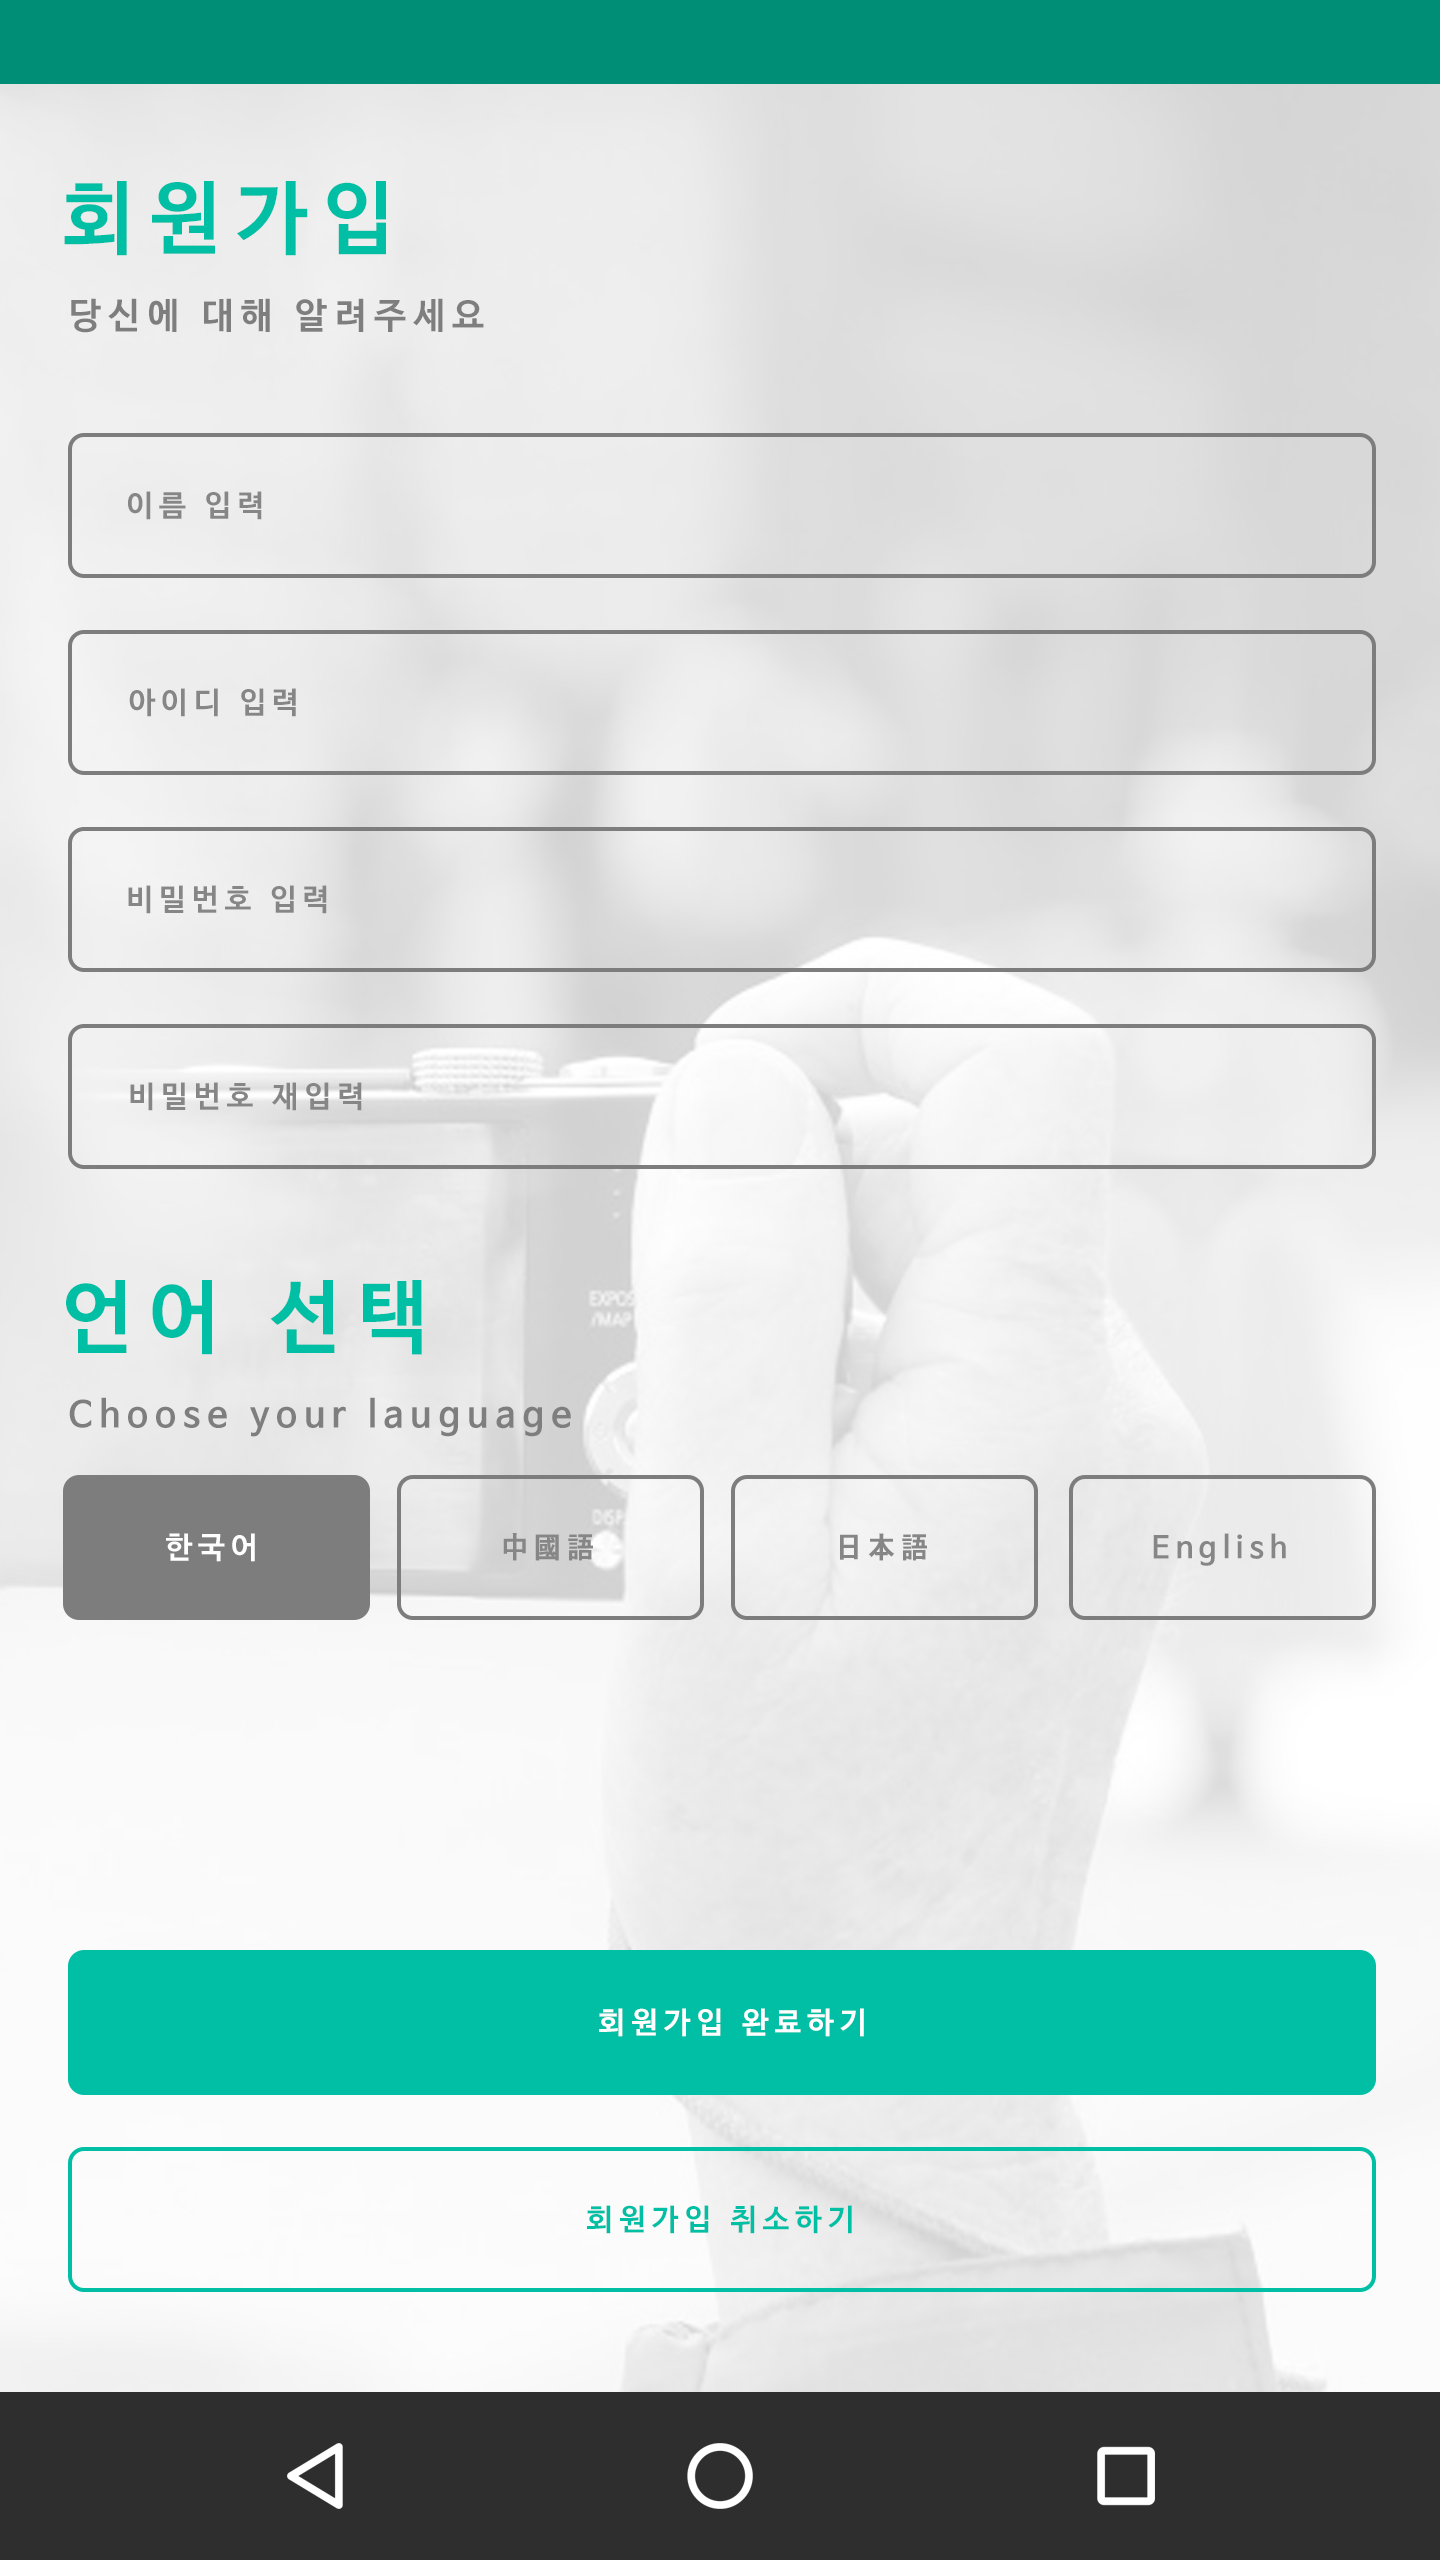 회원가입
당신에 대해 알려주세요
이름 입력
아이디 입력
비밀번호 입력
비밀번호 재입력
언어 선택
Choose your lauguage
한국어
中國語
日本語
English
회원가입 완료하기
회원가입 취소하기